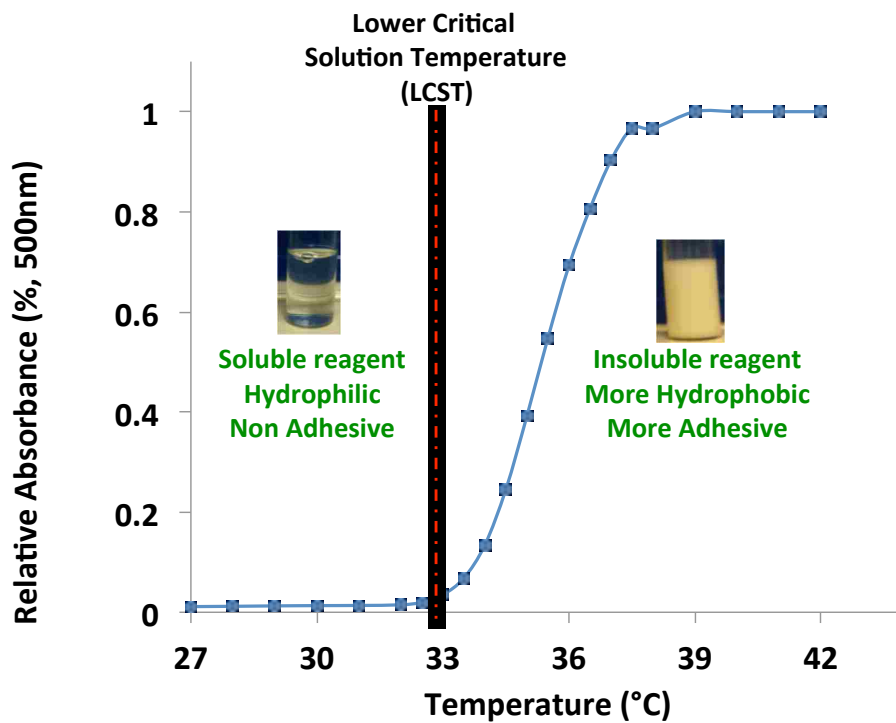 Lower Critical
Solution Temperature
(LCST)
Relative Absorbance (%, 500nm)
1
0.8
0.6
0.4
0.2
0
Soluble reagent
Hydrophilic
Non Adhesive
Insoluble reagent
More Hydrophobic
More Adhesive
27 30 33 36 39 42
Temperature (°C)